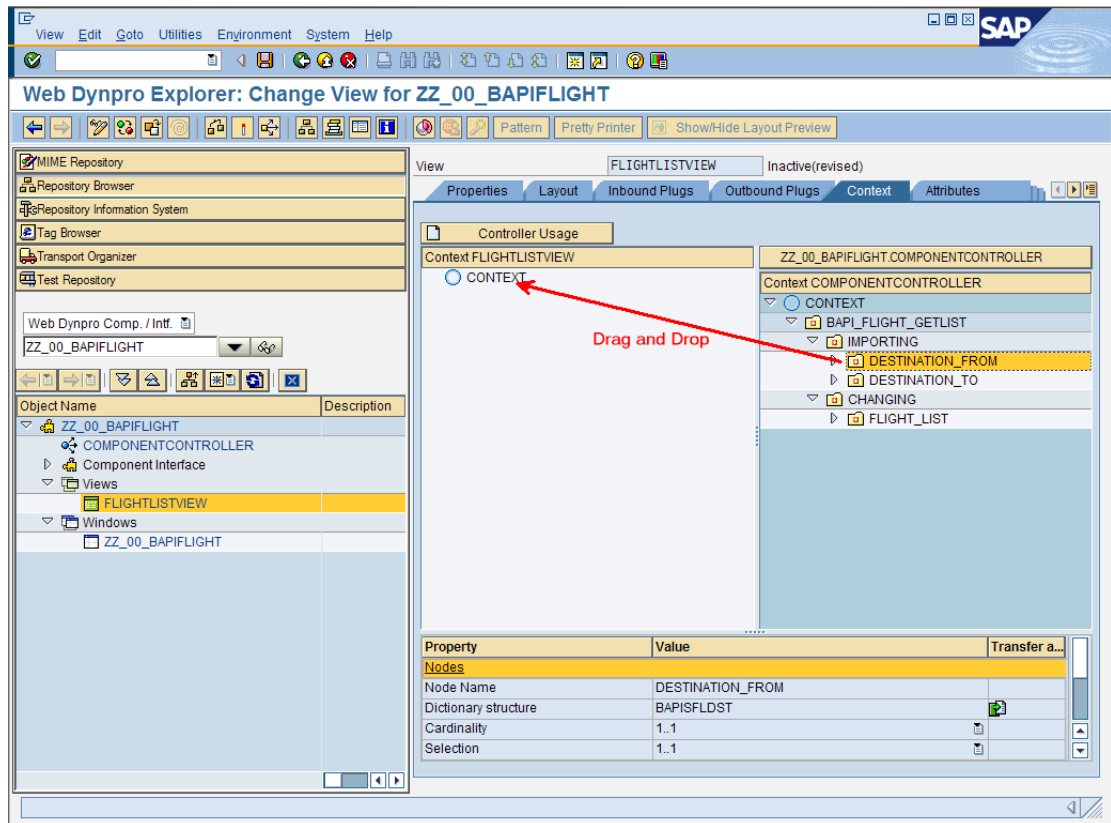 View Edit Goto Utilities Environment System Help
SAP
Web Dynpro Explorer: Change View for ZZ_00_BAPIFLIGHT
Pattern Pretty Printer Show/Hide Layout Preview
MIME Repository
Repository Browser
Repository Information System
Tag Browser
Transport Organizer
Test Repository
Web Dynpro Comp. / Intf.
ZZ_00_BAPIFLIGHT
Object Name Description
ZZ_00_BAPIFLIGHT
COMPONENTCONTROLLER
Component Interface
Views
FLIGHTLISTVIEW
Windows
ZZ_00_BAPIFLIGHT
View FLIGHTLISTVIEW Inactive(revised)
Properties Layout Inbound Plugs Outbound Plugs Context Attributes
Controller Usage
Context FLIGHTLISTVIEW
CONTEXT
Drag and Drop
ZZ_00_BAPIFLIGHT.COMPONENTCONTROLLER
Context COMPONENTCONTROLLER
CONTEXT
BAPI_FLIGHT_GETLIST
IMPORTING
DESTINATION_FROM
DESTINATION_TO
CHANGING
FLIGHT_LIST
Property Value Transfer a...
Nodes
Node Name DESTINATION_FROM
Dictionary structure BAPISFLDST
Cardinality 1..1
Selection 1..1